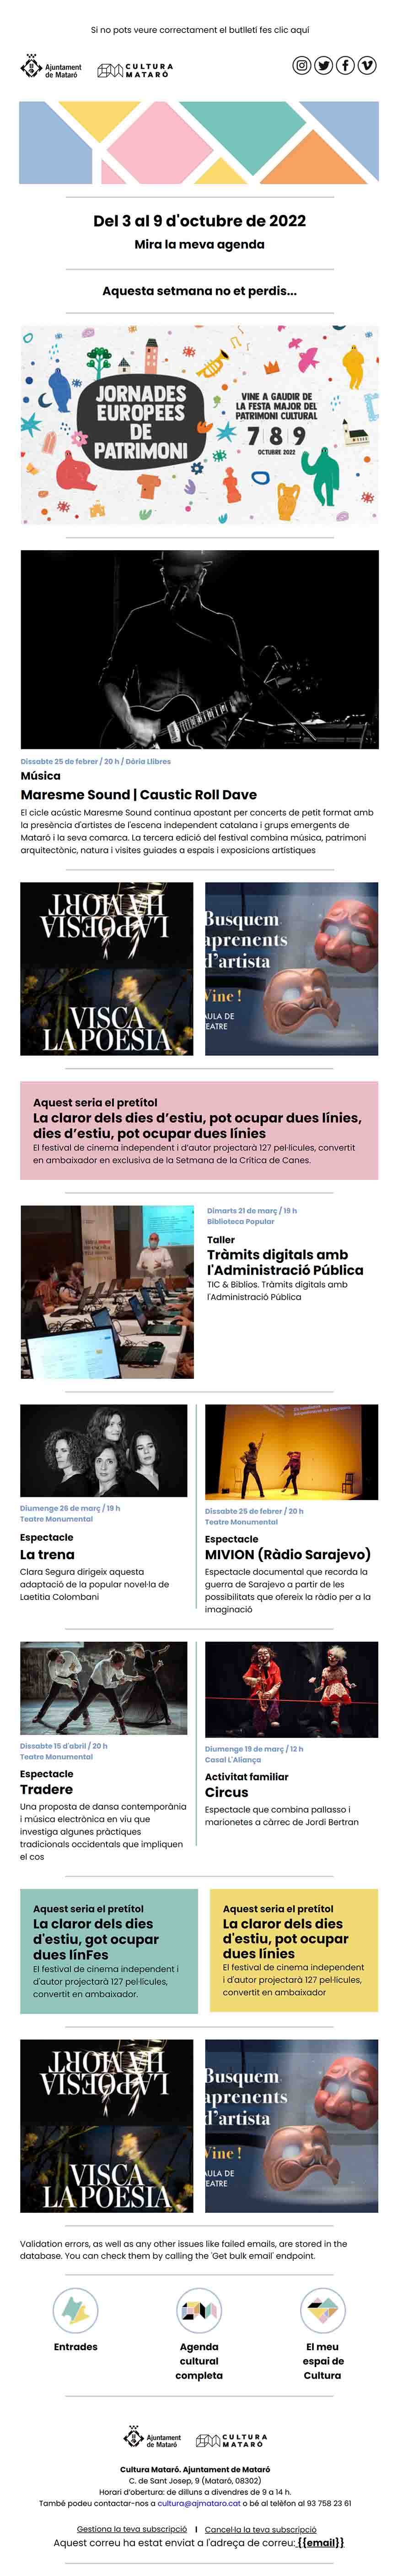 Si no pots veure correctament el butlletí fes clic aquí
Ajuntament
de Mataró
CULTURA
MATARÓ
Del 3 al 9 d'octubre de 2022
Mira la meva agenda
Aquesta setmana no et perdis...
JORNADES
EUROPEES
DE
PATRIMONI
VINE A GAUDIR DE
LA FESTA MAJOR DEL
PATRIMONI CULTURAL
7 8 9
OCTUBRE 2022
Dissabte 25 de febrer / 20 h / Dòria Llibres
Música
Maresme Sound | Caustic Roll Dave
El cicle acústic Maresme Sound continua apostant per concerts de petit format amb
la presència d'artistes de l'escena independent catalana i grups emergents de
Mataró i la seva comarca. La tercera edició del festival combina música, patrimoni
arquitectònic, natura i visites guiades a espais i exposicions artístiques
LA POESIA
LA MORT
VISCA
LA POESIA
Busquem
aprenents
d'artista
Vine !
AULA DE
TEATRE
Aquest seria el pretítol
La claror dels dies d'estiu, pot ocupar dues línies,
dies d'estiu, pot ocupar dues línies
El festival de cinema independent i d'autor projectarà 127 pel·lícules, convertit
en ambaixador en exclusiva de la Setmana de la Crítica de Canes.
Dimarts 21 de març / 19 h
Biblioteca Popular
Taller
Tràmits digitals amb
l'Administració Pública
TIC & Biblios. Tràmits digitals amb
l'Administració Pública
Diumenge 26 de març / 19 h
Teatre Monumental
Espectacle
La trena
Clara Segura dirigeix aquesta
adaptació de la popular novel·la de
Laetitia Colombani
Dissabte 25 de febrer / 20 h
Teatre Monumental
Espectacle
MIVION (Ràdio Sarajevo)
Espectacle documental que recorda la
guerra de Sarajevo a partir de les
possibilitats que ofereix la ràdio per a la
imaginació
Dissabte 15 d'abril / 20 h
Teatre Monumental
Espectacle
Tradere
Una proposta de dansa contemporània
i música electrònica en viu que
investiga algunes pràctiques
tradicionals occidentals que impliquen
el cos
Diumenge 19 de març / 12 h
Casal L'Aliança
Activitat familiar
Circus
Espectacle que combina pallasso i
marionetes a càrrec de Jordi Bertran
Aquest seria el pretítol
La claror dels dies
d'estiu, got ocupar
dues línFes
El festival de cinema independent i
d'autor projectarà 127 pel·lícules,
convertit en ambaixador.
Aquest seria el pretítol
La claror dels dies
d'estiu, pot ocupar
dues línies
El festival de cinema independent
i d'autor projectarà 127 pel·lícules,
convertit en ambaixador
LA POESIA
LA MORT
VISCA
LA POESIA
Busquem
aprenents
d'artista
Vine !
AULA DE
TEATRE
Validation errors, as well as any other issues like failed emails, are stored in the
database. You can check them by calling the 'Get bulk email' endpoint.
Entrades
Agenda
cultural
completa
El meu
espai de
Cultura
Ajuntament
de Mataró
CULTURA
MATARÓ
Cultura Mataró. Ajuntament de Mataró
C. de Sant Josep, 9 (Mataró, 08302)
Horari d'obertura: de dilluns a divendres de 9 a 14 h.
També podeu contactar-nos a cultura@ajmataro.cat o bé al telèfon al 93 758 23 61
Gestiona la teva subscripció | Cancel·la la teva subscripció
Aquest correu ha estat enviat a l'adreça de correu: {{email}}